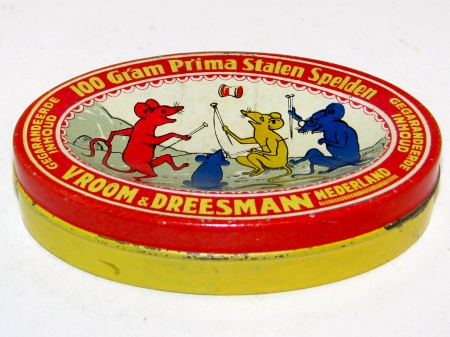 100 Gram Prima Stalen Spelden
GEGARANDEERDE
INHOUD
GEGARANDEERDE
INHOUD
VROOM & DREESMANN NEDERLAND